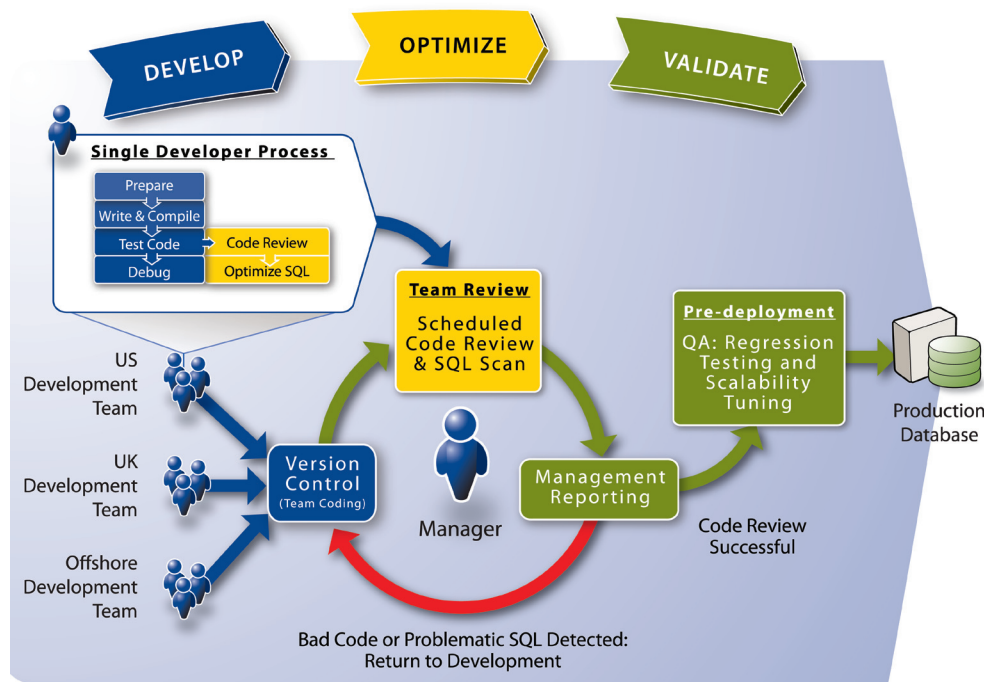 DEVELOP
OPTIMIZE
VALIDATE
Single Developer Process
Prepare
Write & Compile
Test Code
Code Review
Debug
Optimize SQL
Team Review
Scheduled
Code Review
& SQL Scan
Pre-deployment
QA: Regression
Testing and
Scalability
Tuning
Production
Database
US
Development
Team
UK
Development
Team
Offshore
Development
Team
Version
Control
(Team Coding)
Manager
Management
Reporting
Code Review
Successful
Bad Code or Problematic SQL Detected:
Return to Development